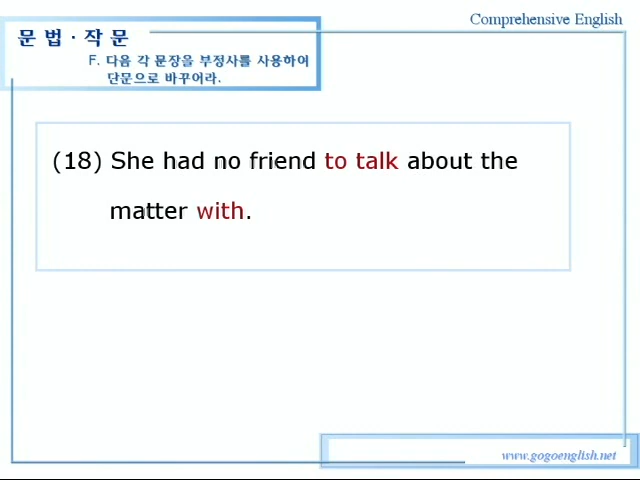 Comprehensive English
문 법 · 작 문
F. 다음 각 문장을 부정사를 사용하여
단문으로 바꾸어라.
(18) She had no friend to talk about the
matter with.
www.gogoenglish.net